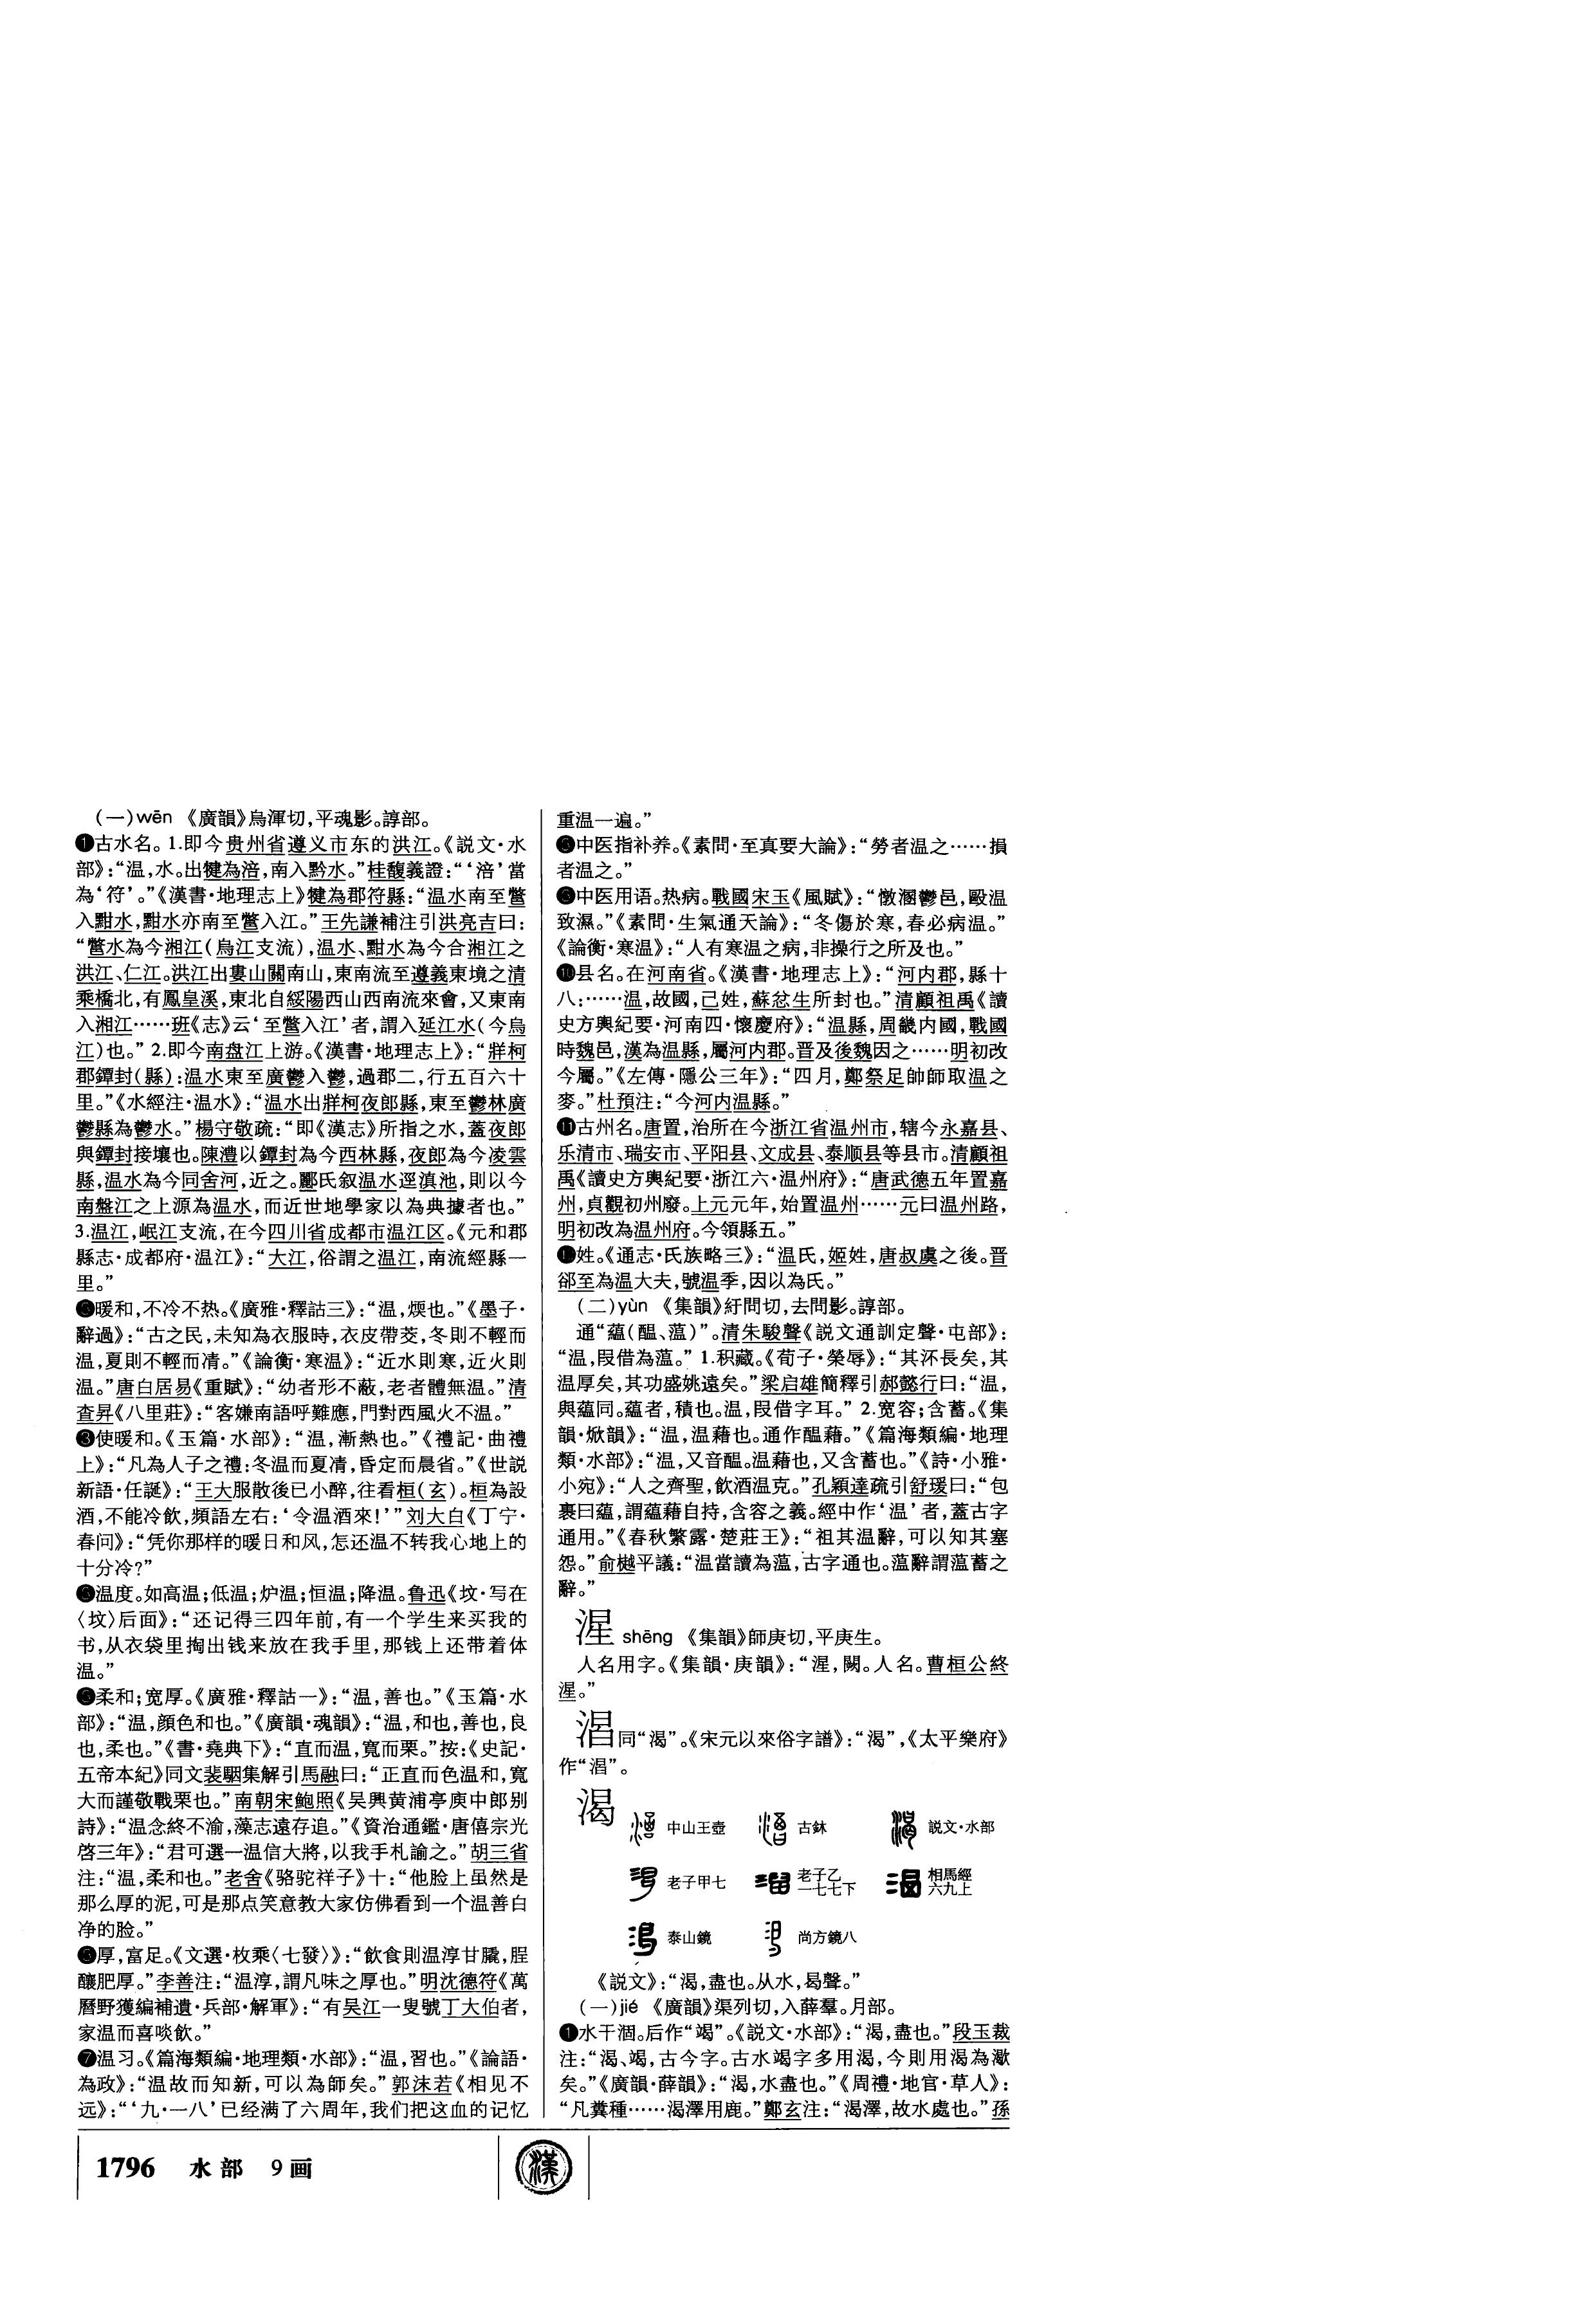 (一)wēn 《廣韻》烏渾切,平魂影。諄部。
❶古水名。1.即今贵州省遵义市东的洪江。《説文·水
部》:“温,水。出犍為涪,南入黔水。”桂馥義證:“‘涪’當
為‘符’。”《漢書·地理志上》犍為郡符縣:“温水南至鷩
入黚水,黚水亦南至鷩入江。”王先謙補注引洪亮吉曰:
“鷩水為今湘江(烏江支流),温水、黚水為今合湘江之
洪江、仁江。洪江出婁山關南山,東南流至遵義東境之清
乘橋北,有鳳皇溪,東北自綏陽西山西南流來會,又東南
入湘江……班《志》云‘至鷩入江’者,謂入延江水(今烏
江)也。” 2.即今南盘江上游。《漢書·地理志上》:“牂柯
郡鐔封(縣):温水東至廣鬱入鬱,過郡二,行五百六十
里。”《水經注·温水》:“温水出牂柯夜郎縣,東至鬱林廣
鬱縣為鬱水。”楊守敬疏:“即《漢志》所指之水,蓋夜郎
與鐔封接壤也。陳澧以鐔封為今西林縣,夜郎為今凌雲
縣,温水為今同舍河,近之。酈氏叙温水逕滇池,則以今
南盤江之上源為温水,而近世地學家以為典據者也。”
3.温江,岷江支流,在今四川省成都市温江区。《元和郡
縣志·成都府·温江》:“大江,俗謂之温江,南流經縣一
里。”
❷暖和,不冷不热。《廣雅·釋詁三》:“温,煗也。”《墨子·
辭過》:“古之民,未知為衣服時,衣皮帶茭,冬則不輕而
温,夏則不輕而凊。”《論衡·寒温》:“近水則寒,近火則
温。”唐白居易《重賦》:“幼者形不蔽,老者體無温。”清
查昇《八里莊》:“客嫌南語呼難應,門對西風火不温。”
❸使暖和。《玉篇·水部》:“温,漸熱也。”《禮記·曲禮
上》:“凡為人子之禮:冬温而夏凊,昏定而晨省。”《世説
新語·任誕》:“王大服散後已小醉,往看桓(玄)。桓為設
酒,不能冷飲,頻語左右:‘令温酒來!’”刘大白《丁宁·
春问》:“凭你那样的暖日和风,怎还温不转我心地上的
十分冷?”
❹温度。如高温;低温;炉温;恒温;降温。鲁迅《坟·写在
〈坟〉后面》:“还记得三四年前,有一个学生来买我的
书,从衣袋里掏出钱来放在我手里,那钱上还带着体
温。”
❺柔和;宽厚。《廣雅·釋詁一》:“温,善也。”《玉篇·水
部》:“温,顔色和也。”《廣韻·魂韻》:“温,和也,善也,良
也,柔也。”《書·堯典下》:“直而温,寬而栗。”按:《史記·
五帝本紀》同文裴駰集解引馬融曰:“正直而色温和,寬
大而謹敬戰栗也。”南朝宋鮑照《吴興黄浦亭庾中郎别
詩》:“温念終不渝,藻志遠存追。”《資治通鑑·唐僖宗光
啓三年》:“君可選一温信大將,以我手札諭之。”胡三省
注:“温,柔和也。”老舍《骆驼祥子》十:“他脸上虽然是
那么厚的泥,可是那点笑意教大家仿佛看到一个温善白
净的脸。”
❻厚,富足。《文選·枚乘〈七發〉》:“飲食則温淳甘膬,脭
醲肥厚。”李善注:“温淳,謂凡味之厚也。”明沈德符《萬
曆野獲編補遺·兵部·解軍》:“有吴江一叟號丁大伯者,
家温而喜啖飲。”
❼温习。《篇海類編·地理類·水部》:“温,習也。”《論語·
為政》:“温故而知新,可以為師矣。”郭沫若《相见不
远》:“‘九·一八’已经满了六周年,我们把这血的记忆
重温一遍。”
❽中医指补养。《素問·至真要大論》:“勞者温之……損
者温之。”
❾中医用语。热病。戰國宋玉《風賦》:“憞溷鬱邑,毆温
致濕。”《素問·生氣通天論》:“冬傷於寒,春必病温。”
《論衡·寒温》:“人有寒温之病,非操行之所及也。”
❿县名。在河南省。《漢書·地理志上》:“河内郡,縣十
八:……温,故國,己姓,蘇忿生所封也。”清顧祖禹《讀
史方輿紀要·河南四·懷慶府》:“温縣,周畿内國,戰國
時魏邑,漢為温縣,屬河内郡。晋及後魏因之……明初改
今屬。”《左傳·隱公三年》:“四月,鄭祭足帥師取温之
麥。”杜預注:“今河内温縣。”
⓫古州名。唐置,治所在今浙江省温州市,辖今永嘉县、
乐清市、瑞安市、平阳县、文成县、泰顺县等县市。清顧祖
禹《讀史方輿紀要·浙江六·温州府》:“唐武德五年置嘉
州,貞觀初州廢。上元元年,始置温州……元曰温州路,
明初改為温州府。今領縣五。”
⓬姓。《通志·氏族略三》:“温氏,姬姓,唐叔虞之後。晋
郤至為温大夫,號温季,因以為氏。”
(二)yùn 《集韻》紆問切,去問影。諄部。
通“藴(醖、薀)”。清朱駿聲《説文通訓定聲·屯部》:
“温,叚借為薀。” 1.积藏。《荀子·榮辱》:“其汙長矣,其
温厚矣,其功盛姚遠矣。”梁启雄簡釋引郝懿行曰:“温,
與藴同。藴者,積也。温,叚借字耳。” 2.宽容;含蓄。《集
韻·焮韻》:“温,温藉也。通作醖藉。”《篇海類編·地理
類·水部》:“温,又音醖。温藉也,又含蓄也。”《詩·小雅·
小宛》:“人之齊聖,飲酒温克。”孔穎達疏引舒瑗曰:“包
裹曰藴,謂藴藉自持,含容之義。經中作‘温’者,蓋古字
通用。”《春秋繁露·楚莊王》:“祖其温辭,可以知其塞
怨。”俞樾平議:“温當讀為薀,古字通也。薀辭謂薀蓄之
辭。”
湦 shēng 《集韻》師庚切,平庚生。
人名用字。《集韻·庚韻》:“湦,闕。人名。曹桓公終
湦。”
㴞同“渴”。《宋元以來俗字譜》:“渴”,《太平樂府》
作“㴞”。
渴
中山王壺 古鉨 説文·水部
老子甲七 老子乙一七七下 相馬經六九上
泰山鏡 尚方鏡八
《説文》:“渴,盡也。从水,曷聲。”
(一)jié 《廣韻》渠列切,入薛羣。月部。
❶水干涸。后作“竭”。《説文·水部》:“渴,盡也。”段玉裁
注:“渴、竭,古今字。古水竭字多用渴,今則用渴為㵣
矣。”《廣韻·薛韻》:“渴,水盡也。”《周禮·地官·草人》:
“凡糞種……渴澤用鹿。”鄭玄注:“渴澤,故水處也。”孫
1796 水部 9画
漢